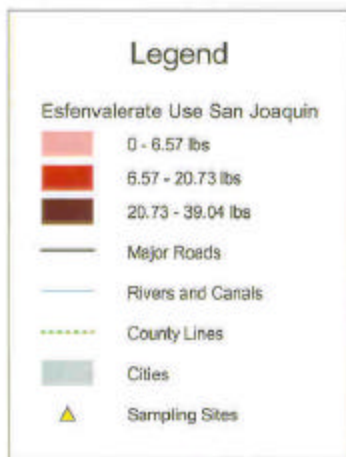 Legend
Esfenvalerate Use San Joaquin
0 - 6.57 lbs
6.57 - 20.73 lbs
20.73 - 39.04 lbs
Major Roads
Rivers and Canals
County Lines
Cities
Sampling Sites